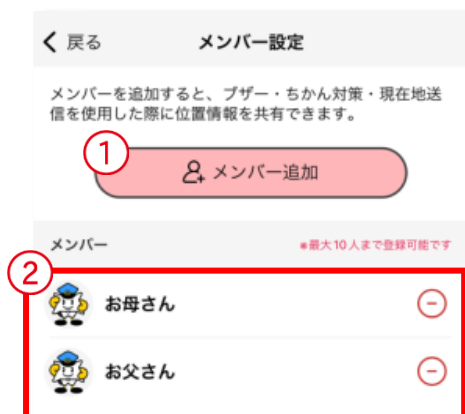 戻る
メンバー設定
メンバーを追加すると、ブザー・ちかん対策・現在地送
信を使用した際に位置情報を共有できます。
1
メンバー追加
メンバー
*最大10人まで登録可能です
2
お母さん
お父さん